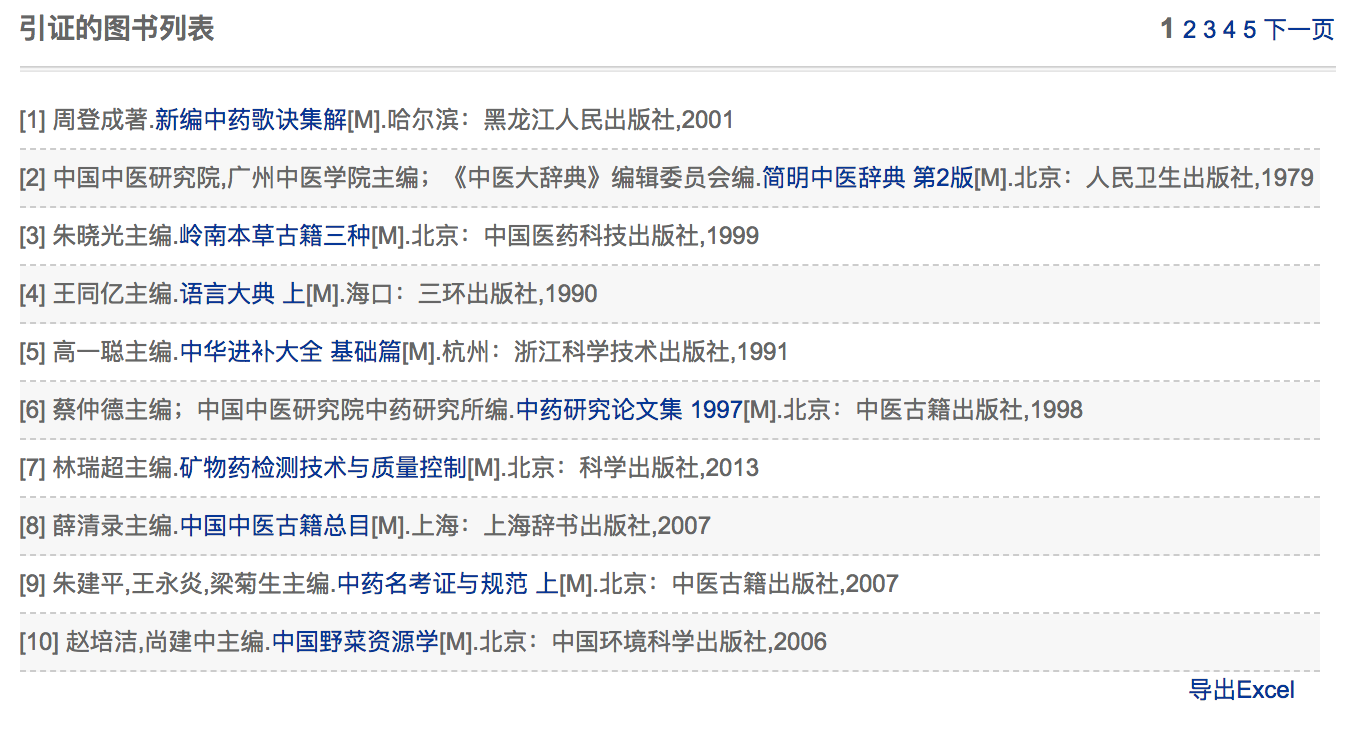 引证的图书列表
1 2 3 4 5 下一页
[1] 周登成著.新编中药歌诀集解[M].哈尔滨：黑龙江人民出版社,2001
[2] 中国中医研究院,广州中医学院主编；《中医大辞典》编辑委员会编.简明中医辞典 第2版[M].北京：人民卫生出版社,1979
[3] 朱晓光主编.岭南本草古籍三种[M].北京：中国医药科技出版社,1999
[4] 王同亿主编.语言大典 上[M].海口：三环出版社,1990
[5] 高一聪主编.中华进补大全 基础篇[M].杭州：浙江科学技术出版社,1991
[6] 蔡仲德主编；中国中医研究院中药研究所编.中药研究论文集 1997[M].北京：中医古籍出版社,1998
[7] 林瑞超主编.矿物药检测技术与质量控制[M].北京：科学出版社,2013
[8] 薛清录主编.中国中医古籍总目[M].上海：上海辞书出版社,2007
[9] 朱建平,王永炎,梁菊生主编.中药名考证与规范 上[M].北京：中医古籍出版社,2007
[10] 赵培洁,尚建中主编.中国野菜资源学[M].北京：中国环境科学出版社,2006
导出Excel